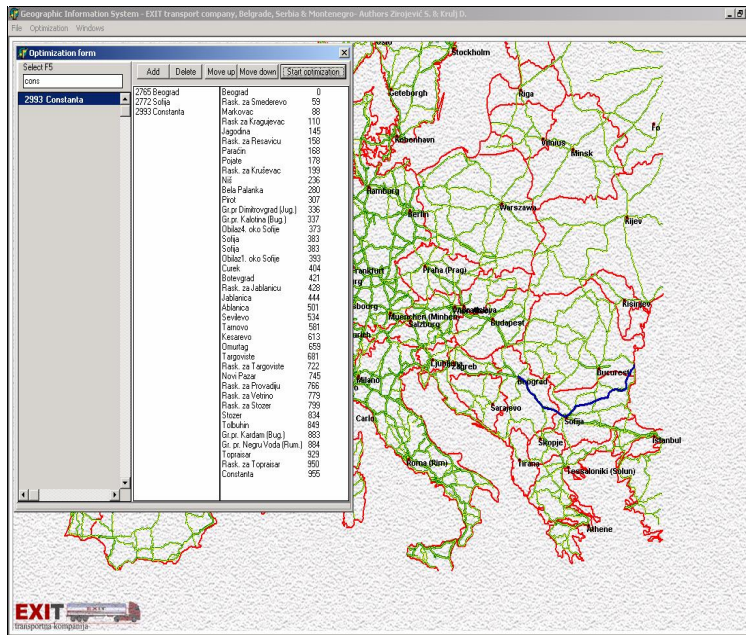 Geographic Information System - EXIT transport company, Belgrade, Serbia & Montenegro- Authors Zirojević S. & Krulj D.
File Optimization Windows
Optimization form
Select F5
cons
Add Delete Move up Move down Start optimization
2993 Constanta
2765 Beograd
2772 Sofija
2993 Constanta
Beograd 0
Rask. za Smederevo 59
Markovac 88
Rask za Kragujevac 110
Jagodina 145
Rask. za Resavicu 158
Paraćin 168
Pojate 178
Rask. za Kruševac 199
Niš 236
Bela Palanka 280
Pirot 307
Gr.pr Dimitrovgrad (Jug.) 336
Gr.pr Kalotina (Bug.) 337
Obilaz4. oko Sofije 373
Sofija 383
Sofija 383
Obilaz1. oko Sofije 393
Curek 404
Botevgrad 421
Rask. za Jablanicu 428
Jablanica 444
Ablanica 501
Sevlievo 534
Tarnovo 581
Kesarevo 613
Omurtag 659
Targoviste 681
Rask. za Targoviste 722
Novi Pazar 745
Rask. za Provadiju 766
Rask. za Vetrino 779
Rask. za Stozer 799
Stozer 834
Tolbuhin 849
Gr.pr. Kardam (Bug.) 883
Gr. pr. Negru Voda (Rum.) 884
Topraisar 929
Rask. za Topraisar 950
Constanta 955
Stockholm
Geteborgh
Riga
Kobenhavn
Vilnius
Minsk
Hamburg
Berlin
Warszawa
Kijev
Frankfurt
Praha (Prag)
Kisinjev
Muenchen (Minhen)
Salzburg
Budapest
Ljubljana
Zagreb
Milano
Beograd
Bucuresti
Sarajevo
Sofija
Carlo
Skopje
Istanbul
Roma (Rim)
Tirana
Tessaloniki (Solun)
Athene
EXIT
transportna kompanija